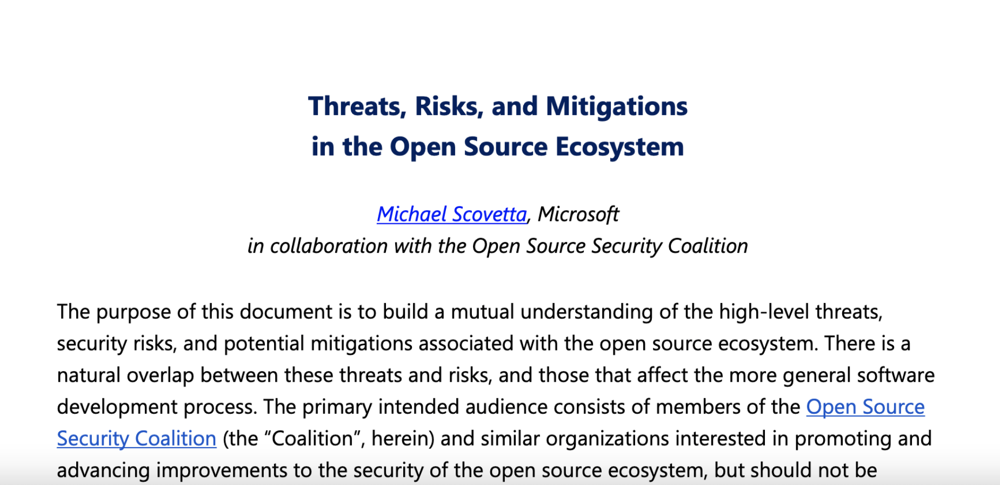 Threats, Risks, and Mitigations
in the Open Source Ecosystem
Michael Scovetta, Microsoft
in collaboration with the Open Source Security Coalition
The purpose of this document is to build a mutual understanding of the high-level threats,
security risks, and potential mitigations associated with the open source ecosystem. There is a
natural overlap between these threats and risks, and those that affect the more general software
development process. The primary intended audience consists of members of the Open Source
Security Coalition (the “Coalition”, herein) and similar organizations interested in promoting and
advancing improvements to the security of the open source ecosystem, but should not be